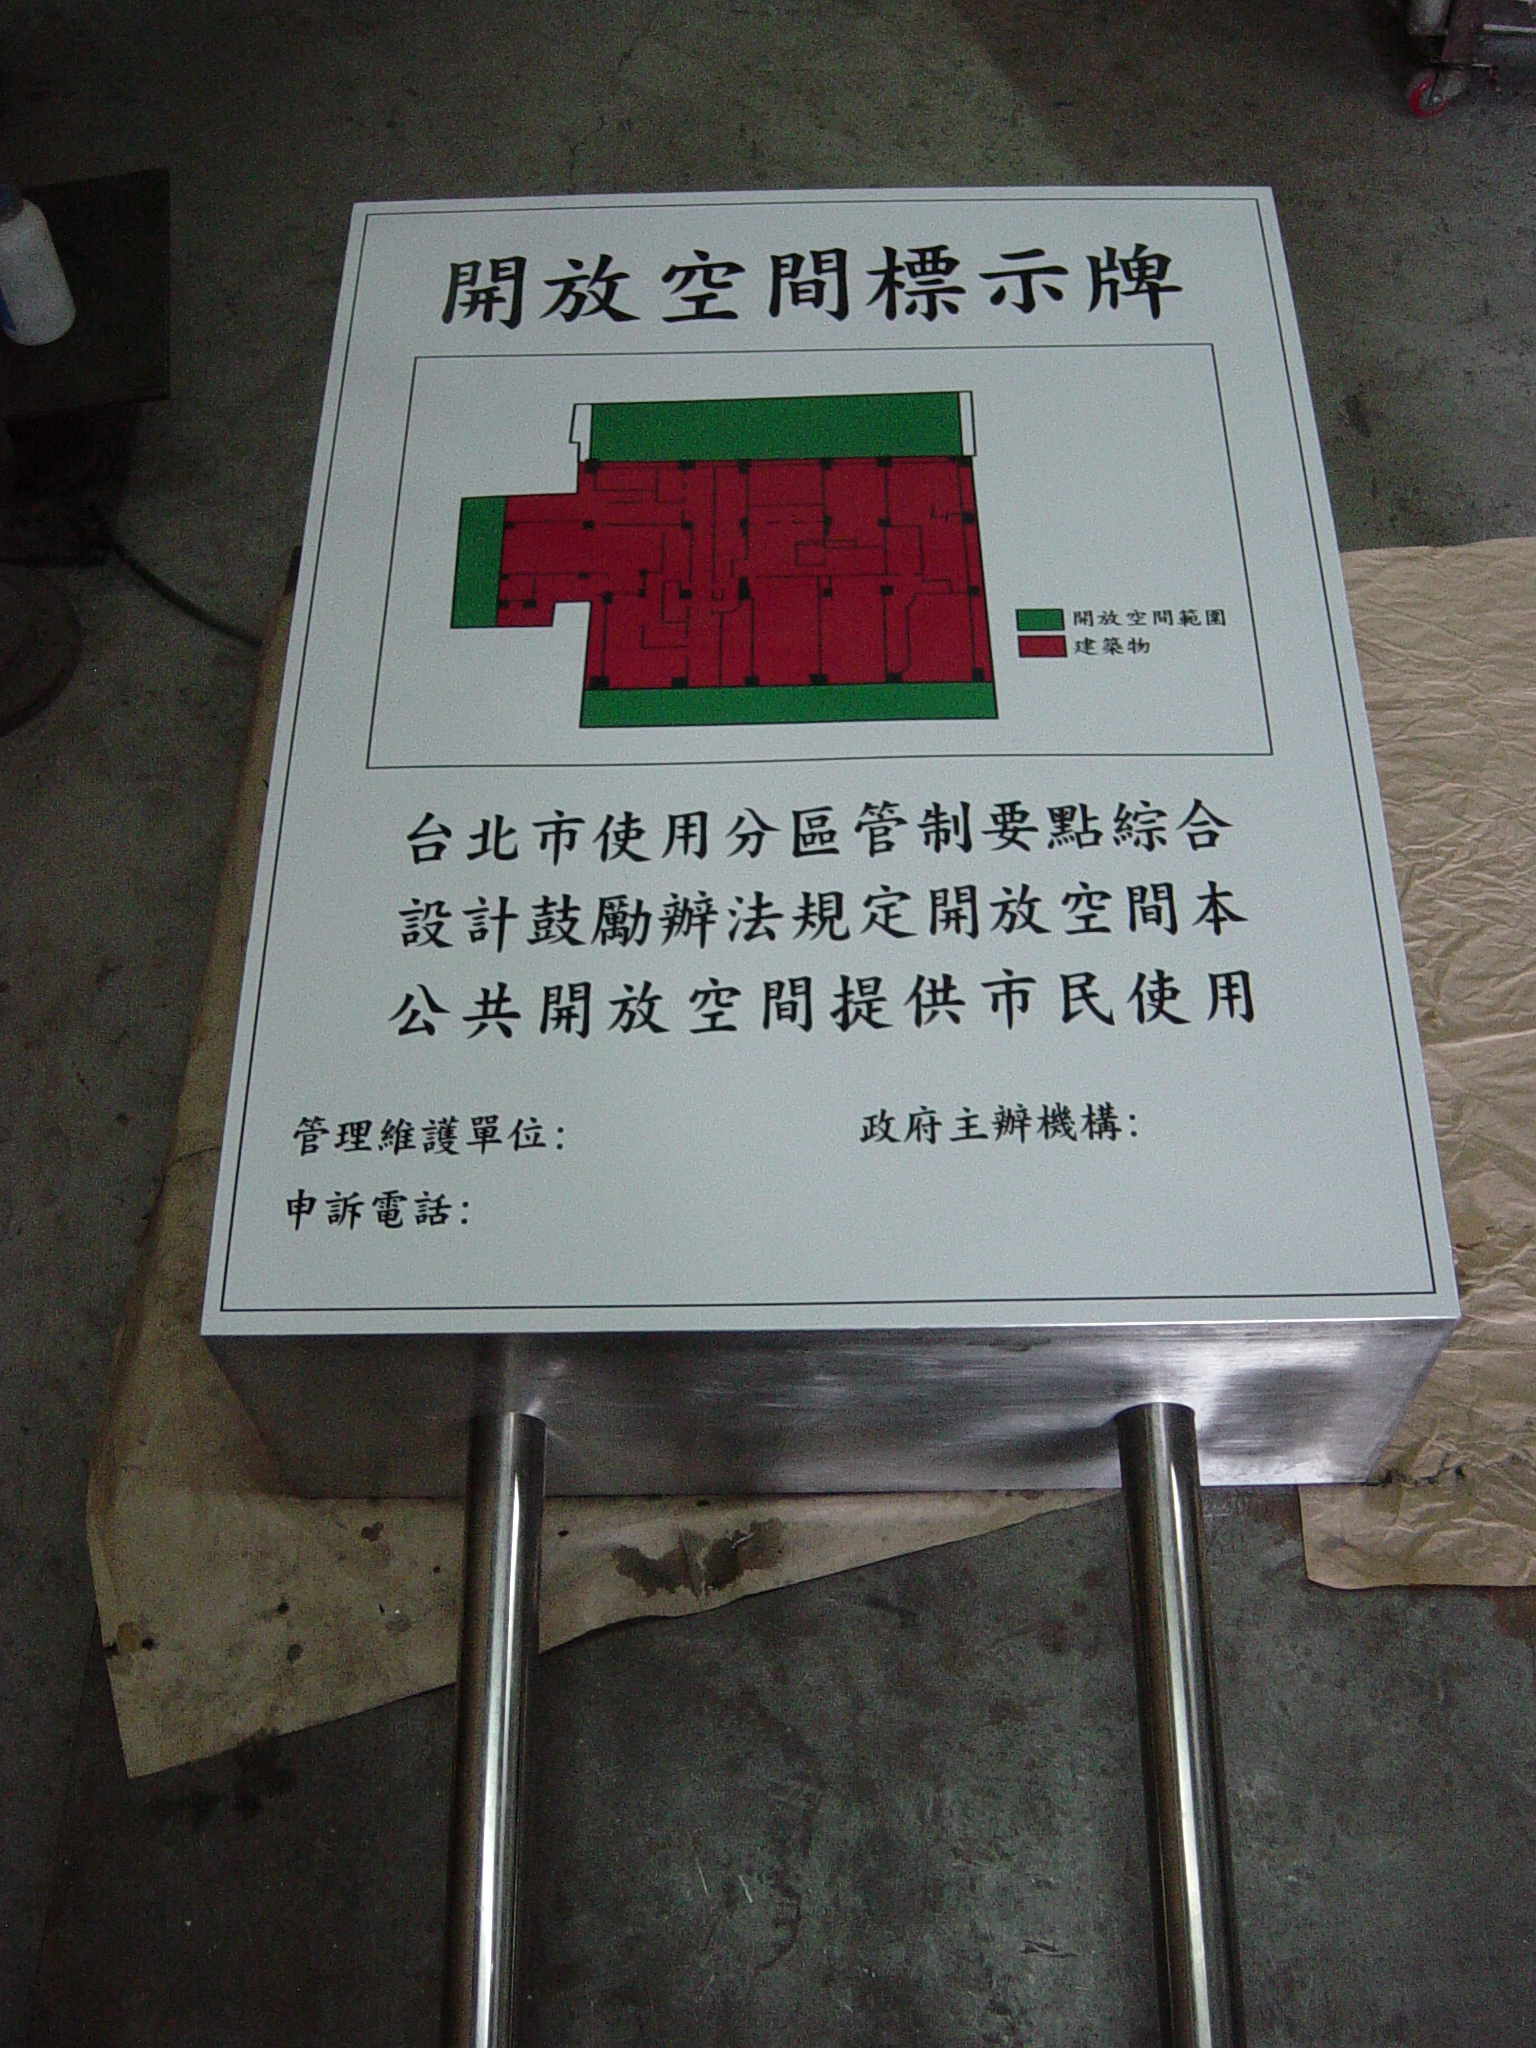 開放空間標示牌
開放空間範圍
建築物
台北市使用分區管制要點綜合
設計鼓勵辦法規定開放空間本
公共開放空間提供市民使用
管理維護單位:
政府主辦機構:
申訴電話: